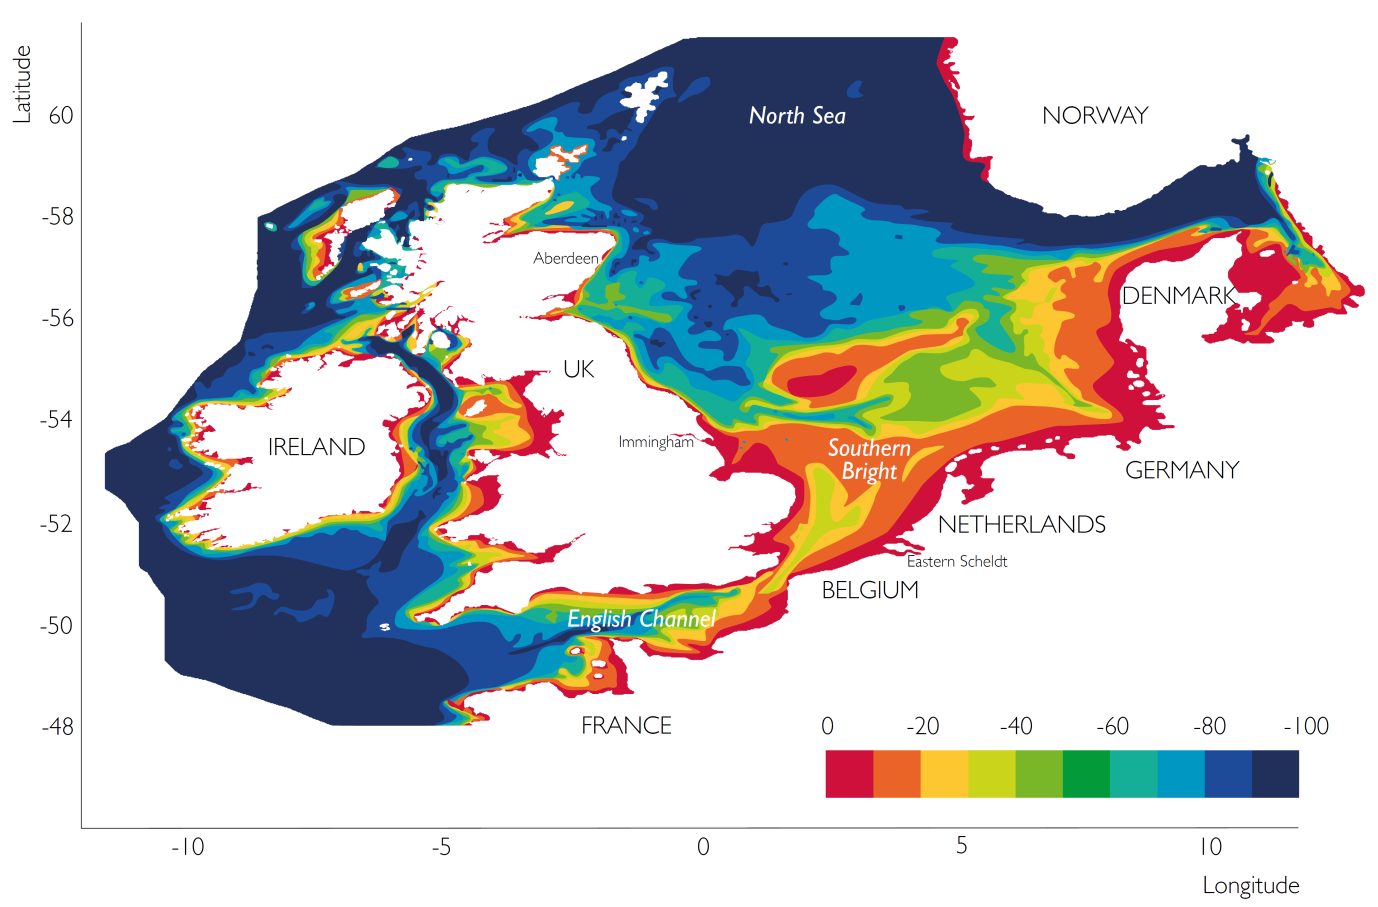 Latitude
60
North Sea
NORWAY
-58
Aberdeen
DENMARK
-56
UK
-54
IRELAND
Immingham
Southern
Bright
GERMANY
-52
NETHERLANDS
Eastern Scheldt
BELGIUM
-50
English Channel
-48
FRANCE
0 -20 -40 -60 -80 -100
-10 -5 0 5 10
Longitude